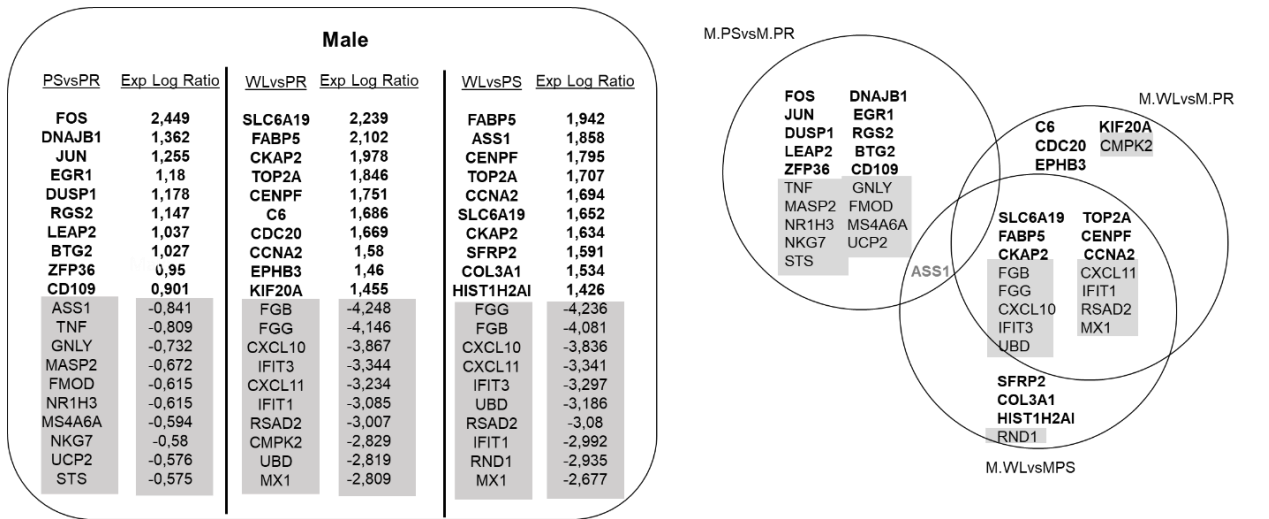 Male
PSvsPR Exp Log Ratio WLvsPR Exp Log Ratio WLvsPS Exp Log Ratio
FOS 2,449 SLC6A19 2,239 FABP5 1,942
DNAJB1 1,362 FABP5 2,102 ASS1 1,858
JUN 1,255 CKAP2 1,978 CENPF 1,795
EGR1 1,18 TOP2A 1,846 TOP2A 1,707
DUSP1 1,178 CENPF 1,751 CCNA2 1,694
RGS2 1,147 C6 1,686 SLC6A19 1,652
LEAP2 1,037 CDC20 1,669 CKAP2 1,634
BTG2 1,027 CCNA2 1,58 SFRP2 1,591
ZFP36 0,95 EPHB3 1,46 COL3A1 1,534
CD109 0,901 KIF20A 1,455 HIST1H2AI 1,426
ASS1 -0,841 FGB -4,248 FGG -4,236
TNF -0,809 FGG -4,146 FGB -4,081
GNLY -0,732 CXCL10 -3,867 CXCL10 -3,836
MASP2 -0,672 IFIT3 -3,344 CXCL11 -3,341
FMOD -0,615 CXCL11 -3,234 IFIT3 -3,297
NR1H3 -0,615 IFIT1 -3,085 UBD -3,186
MS4A6A -0,594 RSAD2 -3,007 RSAD2 -3,08
NKG7 -0,58 CMPK2 -2,829 IFIT1 -2,992
UCP2 -0,576 UBD -2,819 RND1 -2,935
STS -0,575 MX1 -2,809 MX1 -2,677
M.PSvsM.PR
FOS DNAJB1
JUN EGR1
DUSP1 RGS2
LEAP2 BTG2
ZFP36 CD109
TNF GNLY
MASP2 FMOD
NR1H3 MS4A6A
NKG7 UCP2
STS
M.WLvsM.PR
C6 KIF20A
CDC20 CMPK2
EPHB3
ASS1
SLC6A19 TOP2A
FABP5 CENPF
CKAP2 CCNA2
FGB CXCL11
FGG IFIT1
CXCL10 RSAD2
IFIT3 MX1
UBD
SFRP2
COL3A1
HIST1H2AI
RND1
M.WLvsMPS